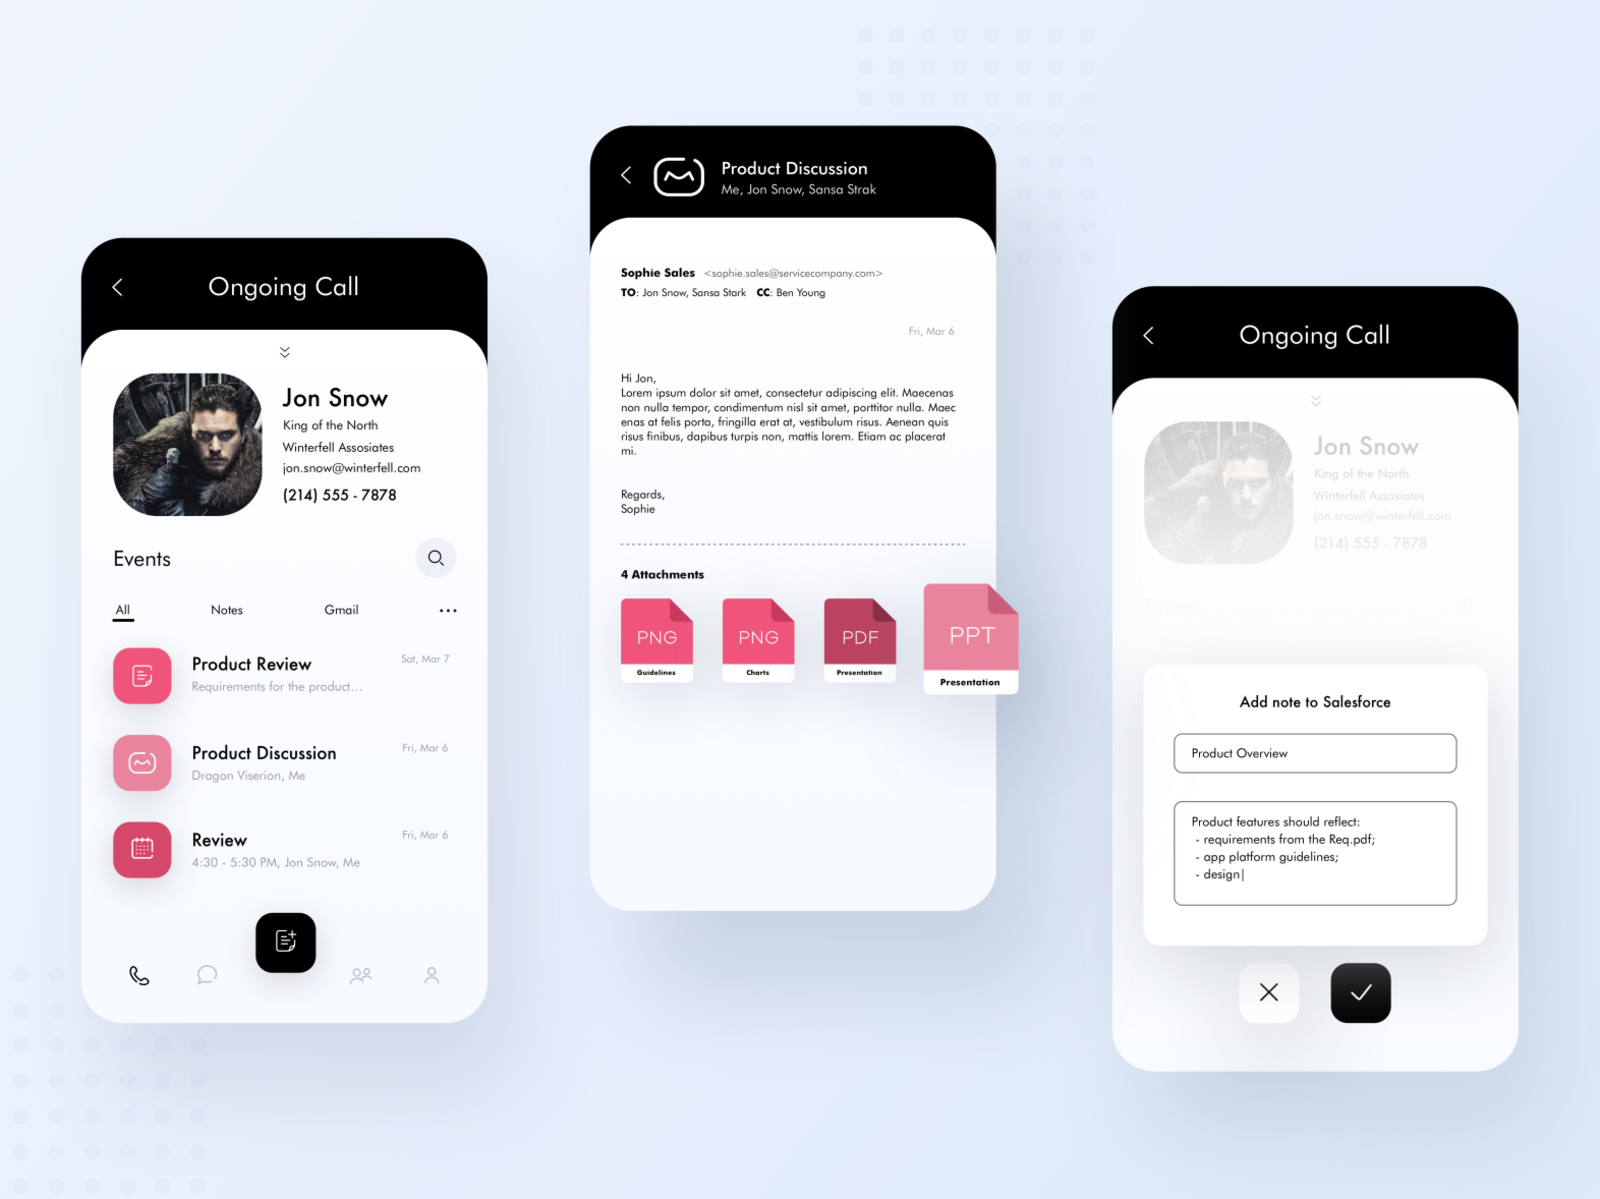 Ongoing Call
Jon Snow
King of the North
Winterfell Assosiates
jon.snow@winterfell.com
(214) 555 - 7878
Events
All Notes Gmail
Product Review Sat, Mar 7
Requirements for the product...
Product Discussion Fri, Mar 6
Dragon Viserion, Me
Review Fri, Mar 6
4:30 - 5:30 PM, Jon Snow, Me
Product Discussion
Me, Jon Snow, Sansa Strak
Sophie Sales <sophie.sales@servicecompany.com>
TO: Jon Snow, Sansa Stark CC: Ben Young
Fri, Mar 6
Hi Jon,
Lorem ipsum dolor sit amet, consectetur adipiscing elit. Maecenas
non nulla tempor, condimentum nisl sit amet, porttitor nulla. Maec
enas at felis porta, fringilla erat at, vestibulum risus. Aenean quis
risus finibus, dapibus turpis non, mattis lorem. Etiam ac placerat
mi.
Regards,
Sophie
4 Attachments
PNG PNG PDF PPT
Guidelines Charts Presentation Presentation
Ongoing Call
Jon Snow
King of the North
Winterfell Assosiates
jon.snow@winterfell.com
(214) 555 - 7878
Events
Add note to Salesforce
Product Overview
Product features should reflect:
- requirements from the Req.pdf;
- app platform guidelines;
- design